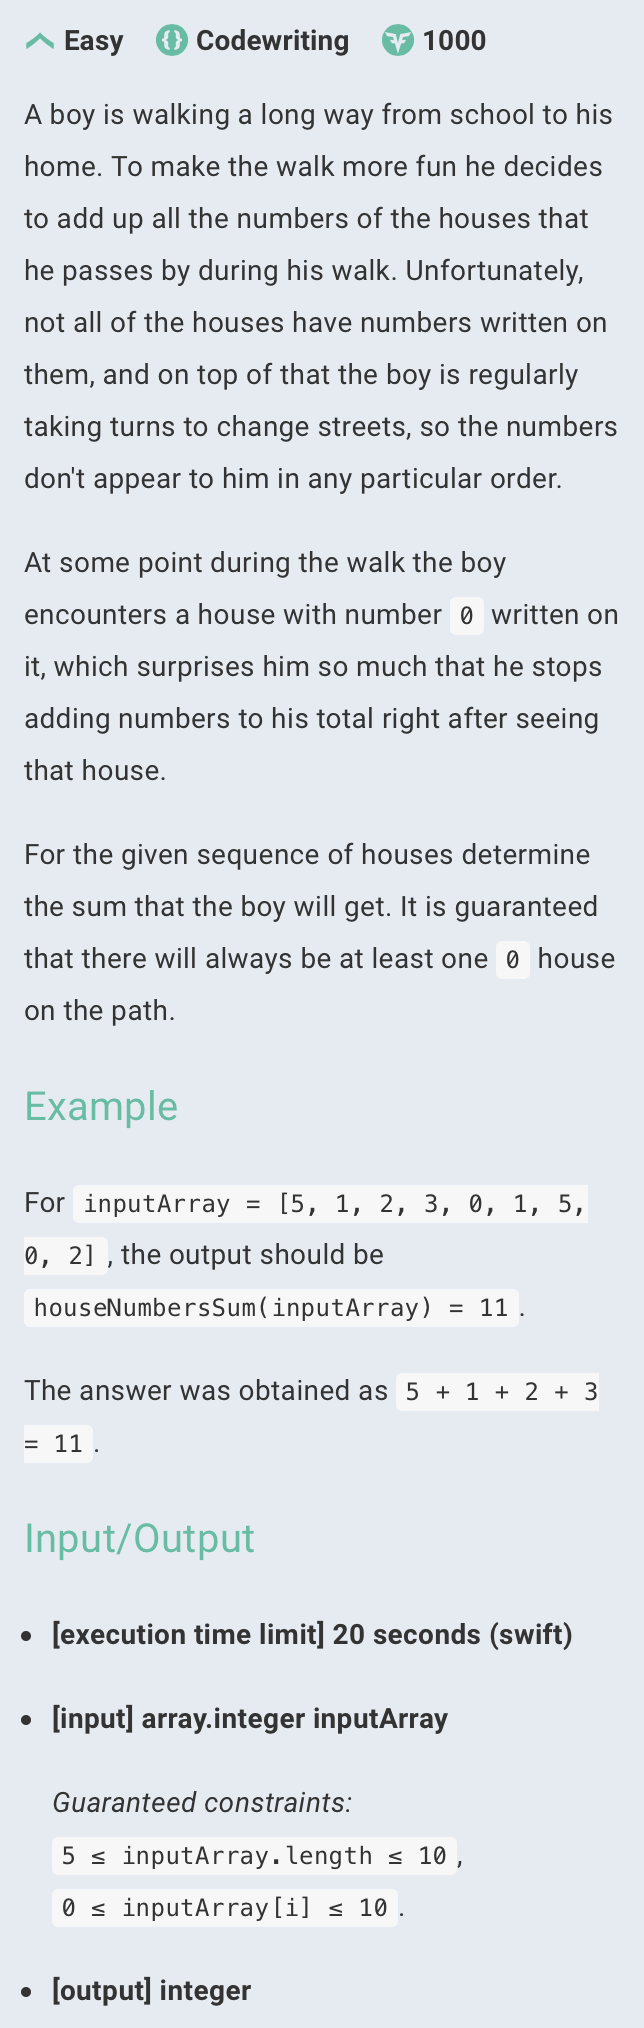 Easy Codewriting 1000
A boy is walking a long way from school to his
home. To make the walk more fun he decides
to add up all the numbers of the houses that
he passes by during his walk. Unfortunately,
not all of the houses have numbers written on
them, and on top of that the boy is regularly
taking turns to change streets, so the numbers
don't appear to him in any particular order.
At some point during the walk the boy
encounters a house with number 0 written on
it, which surprises him so much that he stops
adding numbers to his total right after seeing
that house.
For the given sequence of houses determine
the sum that the boy will get. It is guaranteed
that there will always be at least one 0 house
on the path.
Example
For inputArray = [5, 1, 2, 3, 0, 1, 5,
0, 2], the output should be
houseNumbersSum(inputArray) = 11.
The answer was obtained as 5 + 1 + 2 + 3
= 11.
Input/Output
• [execution time limit] 20 seconds (swift)
• [input] array.integer inputArray
Guaranteed constraints:
5 ≤ inputArray.length ≤ 10,
0 ≤ inputArray[i] ≤ 10.
• [output] integer